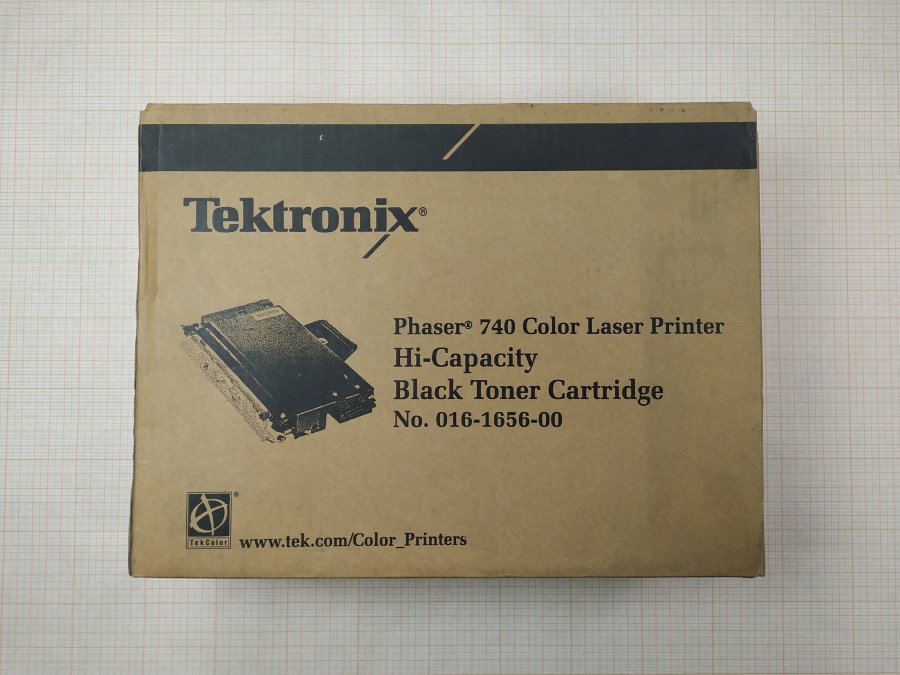 Tektronix®
Phaser® 740 Color Laser Printer
Hi-Capacity
Black Toner Cartridge
No. 016-1656-00
®
TekColor
www.tek.com/Color_Printers